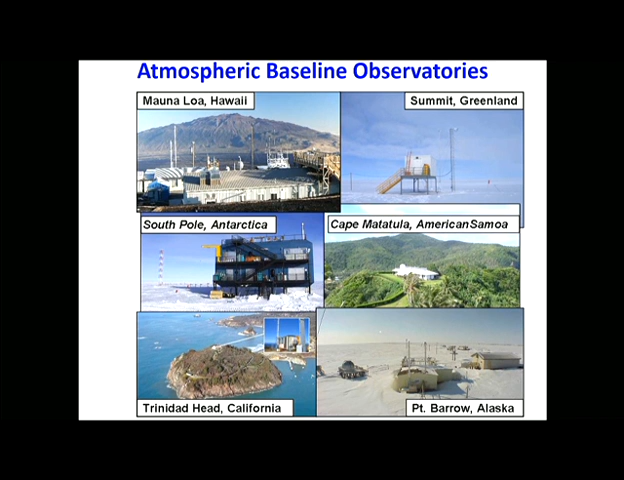 Atmospheric Baseline Observatories
Mauna Loa, Hawaii
Summit, Greenland
South Pole, Antarctica
Cape Matatula, AmericanSamoa
Trinidad Head, California
Pt. Barrow, Alaska